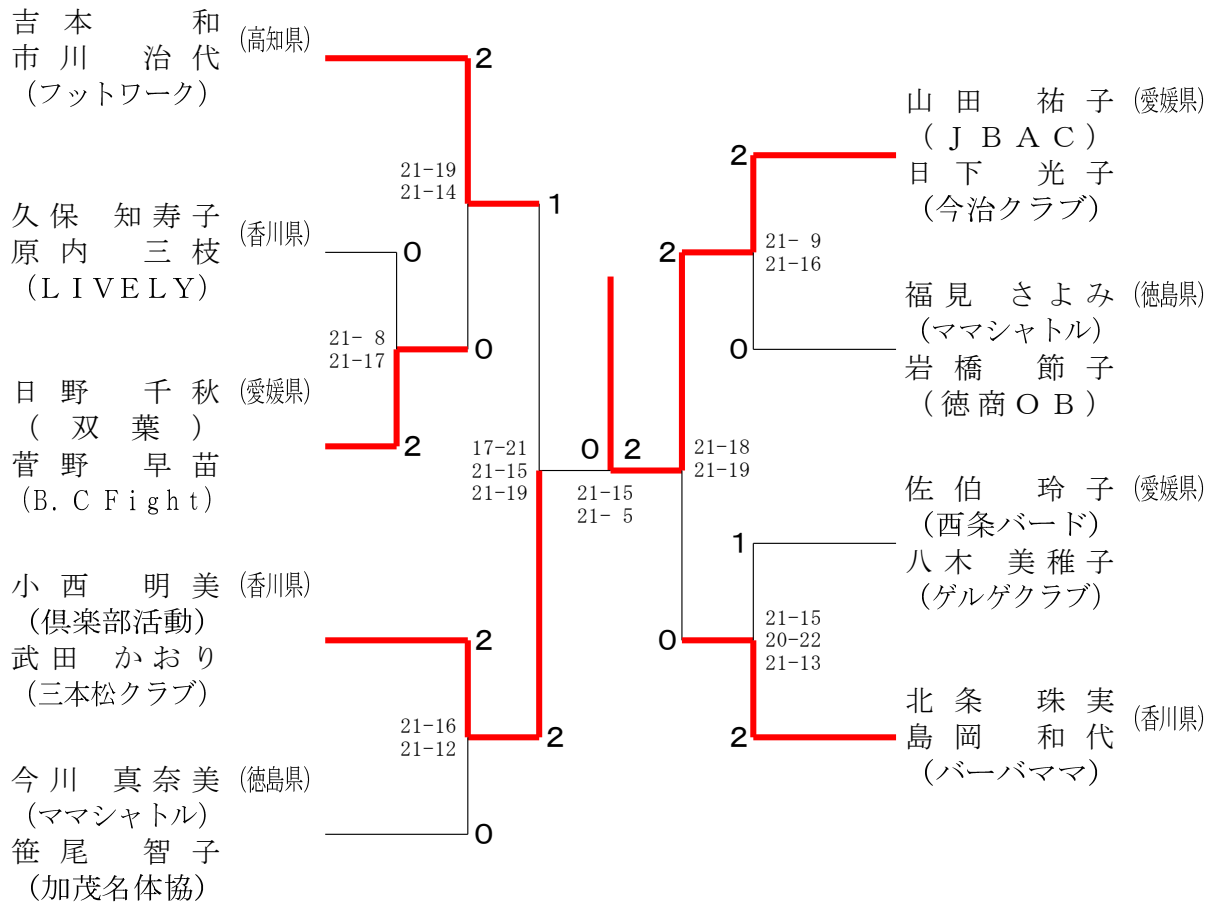 吉本 和
市川 治代
(高知県)
(フットワーク)
2
21-19
21-14
1
久保 知寿子
原内 三枝
(香川県)
(LIVELY)
0
21- 8
21-17
0
日野 千秋
(愛媛県)
(双葉)
菅野 早苗
(B.C Fight)
2
17-21
21-15
21-19
小西 明美
(香川県)
(倶楽部活動)
武田 かおり
(三本松クラブ)
2
21-16
21-12
2
今川 真奈美
(徳島県)
(ママシャトル)
笹尾 智子
(加茂名体協)
0
0 2
21-15
21- 5
山田 祐子
(愛媛県)
(JBAC)
日下 光子
(今治クラブ)
2
2
21- 9
21-16
福見 さよみ
(徳島県)
(ママシャトル)
岩橋 節子
(徳商OB)
0
21-18
21-19
佐伯 玲子
(愛媛県)
(西条バード)
八木 美稚子
(ゲルゲクラブ)
1
0
21-15
20-22
21-13
北条 珠実
島岡 和代
(香川県)
(バーバママ)
2